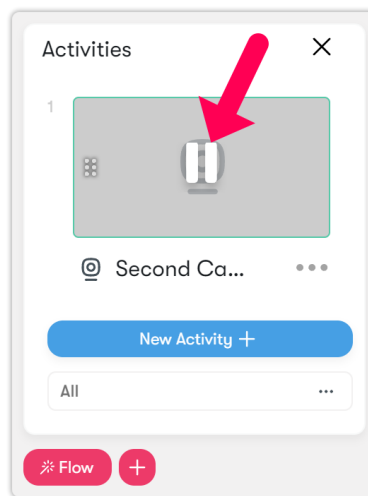 Activities
1
Second Ca...
New Activity +
All
Flow